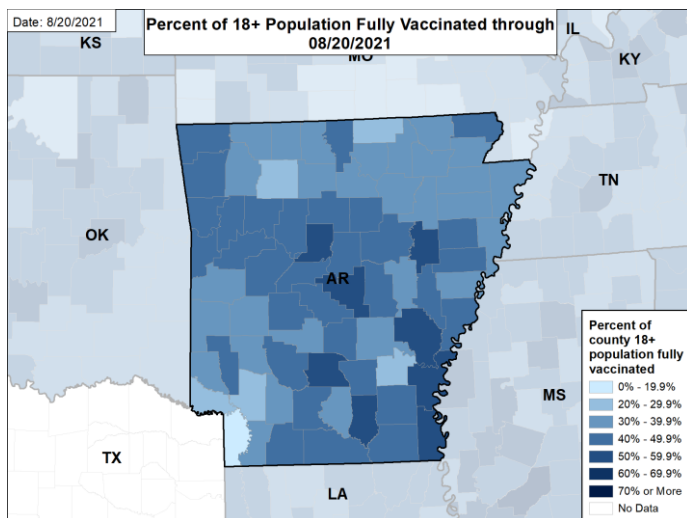 Date: 8/20/2021
Percent of 18+ Population Fully Vaccinated through
08/20/2021
KS
MO
IL
KY
TN
OK
AR
MS
TX
LA
Percent of
county 18+
population fully
vaccinated
0% - 19.9%
20% - 29.9%
30% - 39.9%
40% - 49.9%
50% - 59.9%
60% - 69.9%
70% or More
No Data